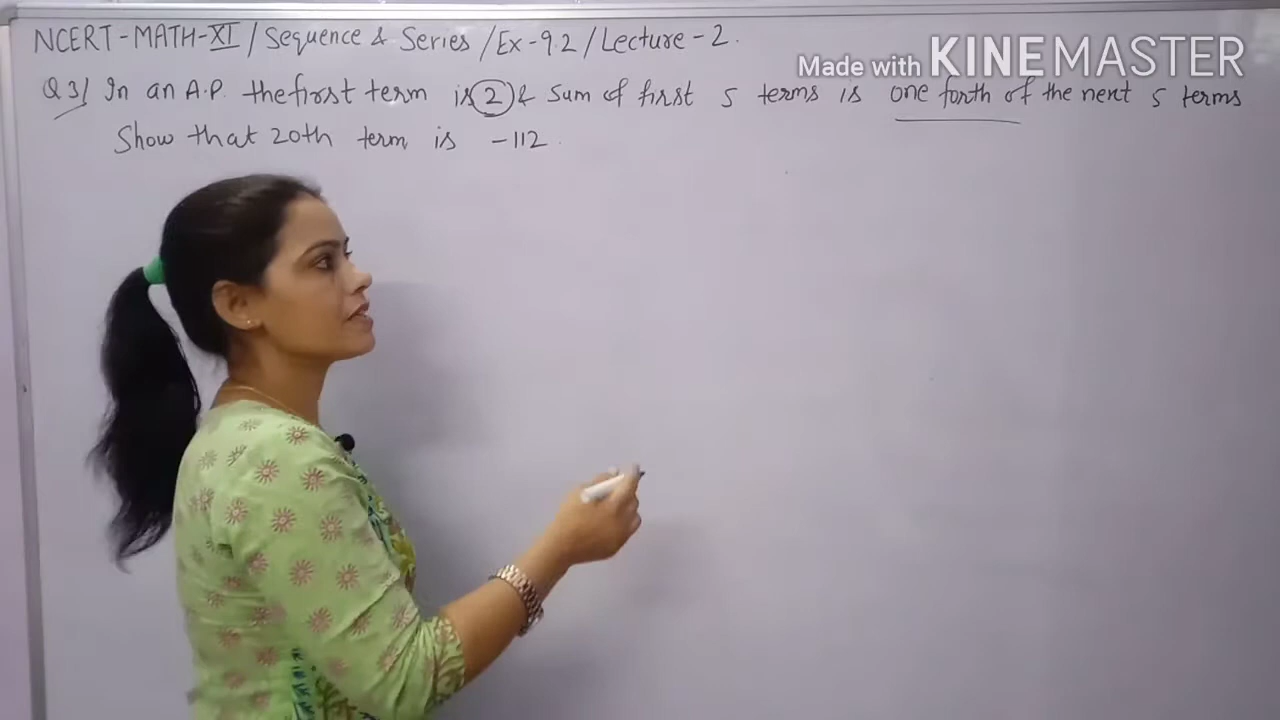 NCERT-MATH-XI / Sequence & Series / Ex-9.2 / Lecture-2.
Made with KINEMASTER
Q 3/ In an A.P. the first term is 2 & sum of first 5 terms is one forth of the next 5 terms
Show that 20th term is -112.